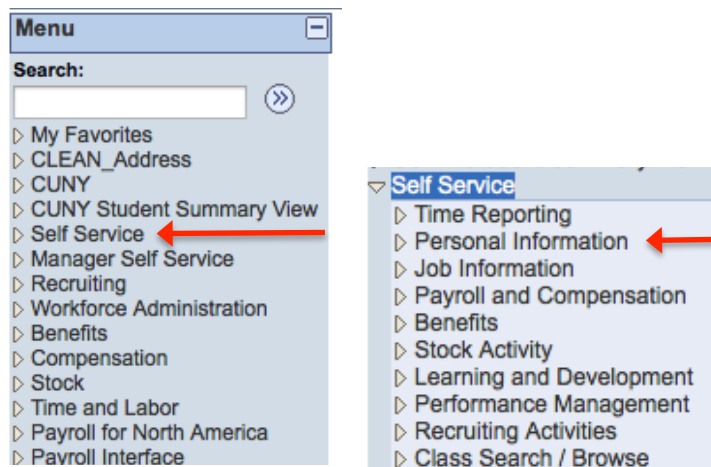 Menu
Search:
My Favorites
CLEAN_Address
CUNY
CUNY Student Summary View
Self Service
Manager Self Service
Recruiting
Workforce Administration
Benefits
Compensation
Stock
Time and Labor
Payroll for North America
Payroll Interface
Self Service
Time Reporting
Personal Information
Job Information
Payroll and Compensation
Benefits
Stock Activity
Learning and Development
Performance Management
Recruiting Activities
Class Search / Browse